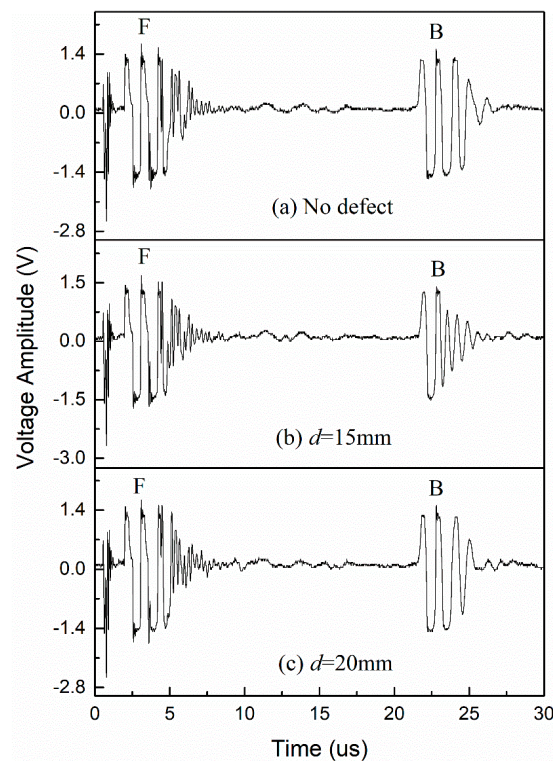 F
B
1.4
0.0
-1.4
-2.8
(a) No defect
F
B
1.5
0.0
-1.5
-3.0
(b) d=15mm
F
B
1.4
0.0
-1.4
-2.8
(c) d=20mm
Voltage Amplitude (V)
0 5 10 15 20 25 30
Time (us)